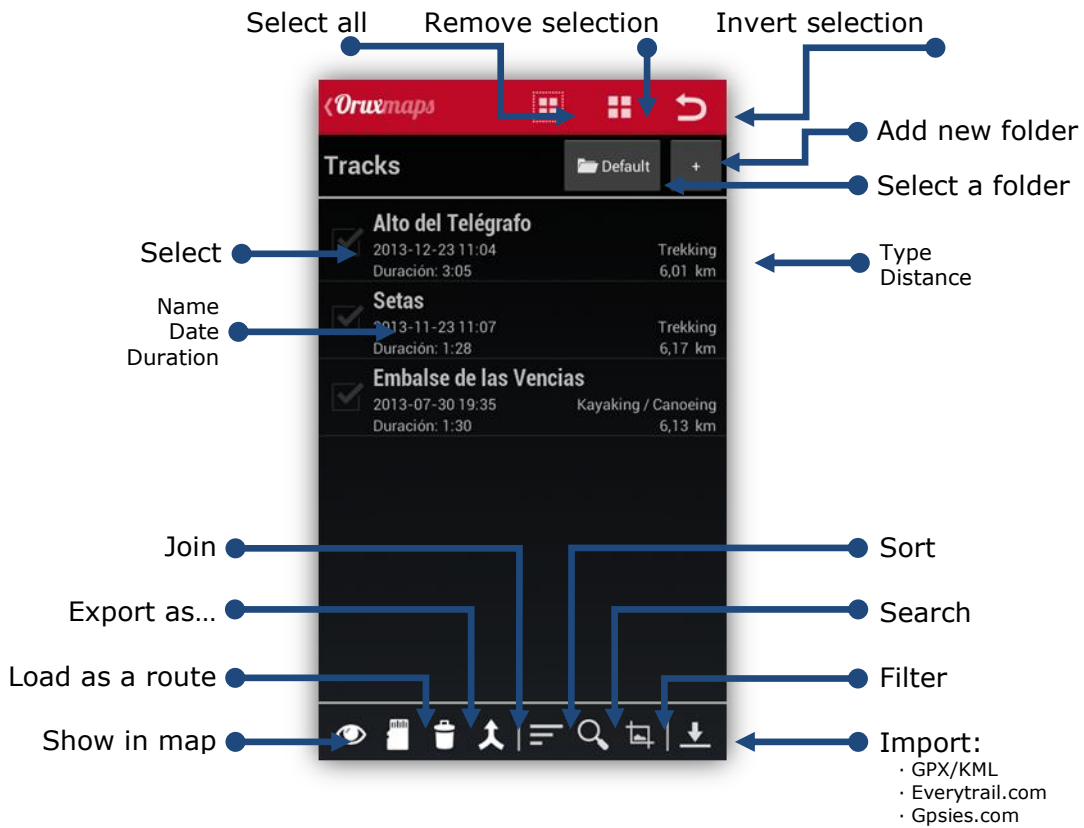 Select all Remove selection Invert selection
Oruxmaps
Add new folder
Tracks
Default
+
Select a folder
Alto del Telégrafo
2013-12-23 11:04 Trekking
Duración: 3:05 6,01 km
Select
Type
Distance
Setas
2013-11-23 11:07 Trekking
Duración: 1:28 6,17 km
Name
Date
Duration
Embalse de las Vencias
2013-07-30 19:35 Kayaking / Canoeing
Duración: 1:30 6,13 km
Join
Sort
Export as...
Search
Load as a route
Filter
Show in map
Import:
· GPX/KML
· Everytrail.com
· Gpsies.com